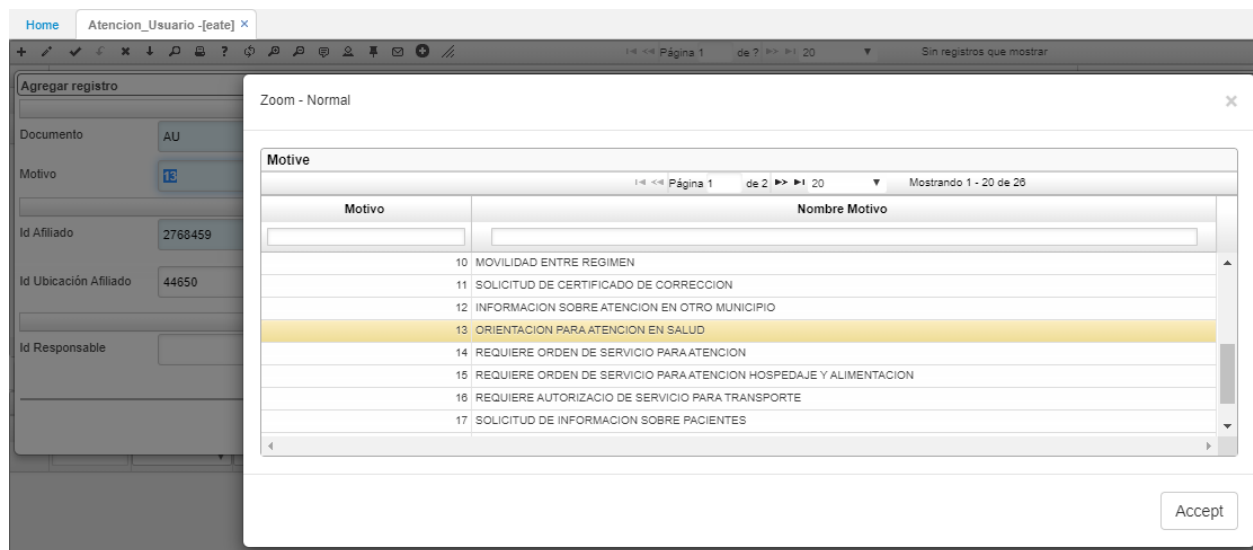 Home Atencion_Usuario -[eate] ×
Página 1 de ? 20 Sin registros que mostrar
Agregar registro
Documento AU
Motivo 13
Id Afiliado 2768459
Id Ubicación Afiliado 44650
Id Responsable
Zoom - Normal ×
Motive
Página 1 de 2 20 Mostrando 1 - 20 de 26
Motivo Nombre Motivo
10 MOVILIDAD ENTRE REGIMEN
11 SOLICITUD DE CERTIFICADO DE CORRECCION
12 INFORMACION SOBRE ATENCION EN OTRO MUNICIPIO
13 ORIENTACION PARA ATENCION EN SALUD
14 REQUIERE ORDEN DE SERVICIO PARA ATENCION
15 REQUIERE ORDEN DE SERVICIO PARA ATENCION HOSPEDAJE Y ALIMENTACION
16 REQUIERE AUTORIZACIO DE SERVICIO PARA TRANSPORTE
17 SOLICITUD DE INFORMACION SOBRE PACIENTES
Accept